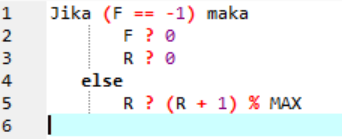 1 Jika (F == -1) maka
2 F ? 0
3 R ? 0
4 else
5 R ? (R + 1) % MAX
6